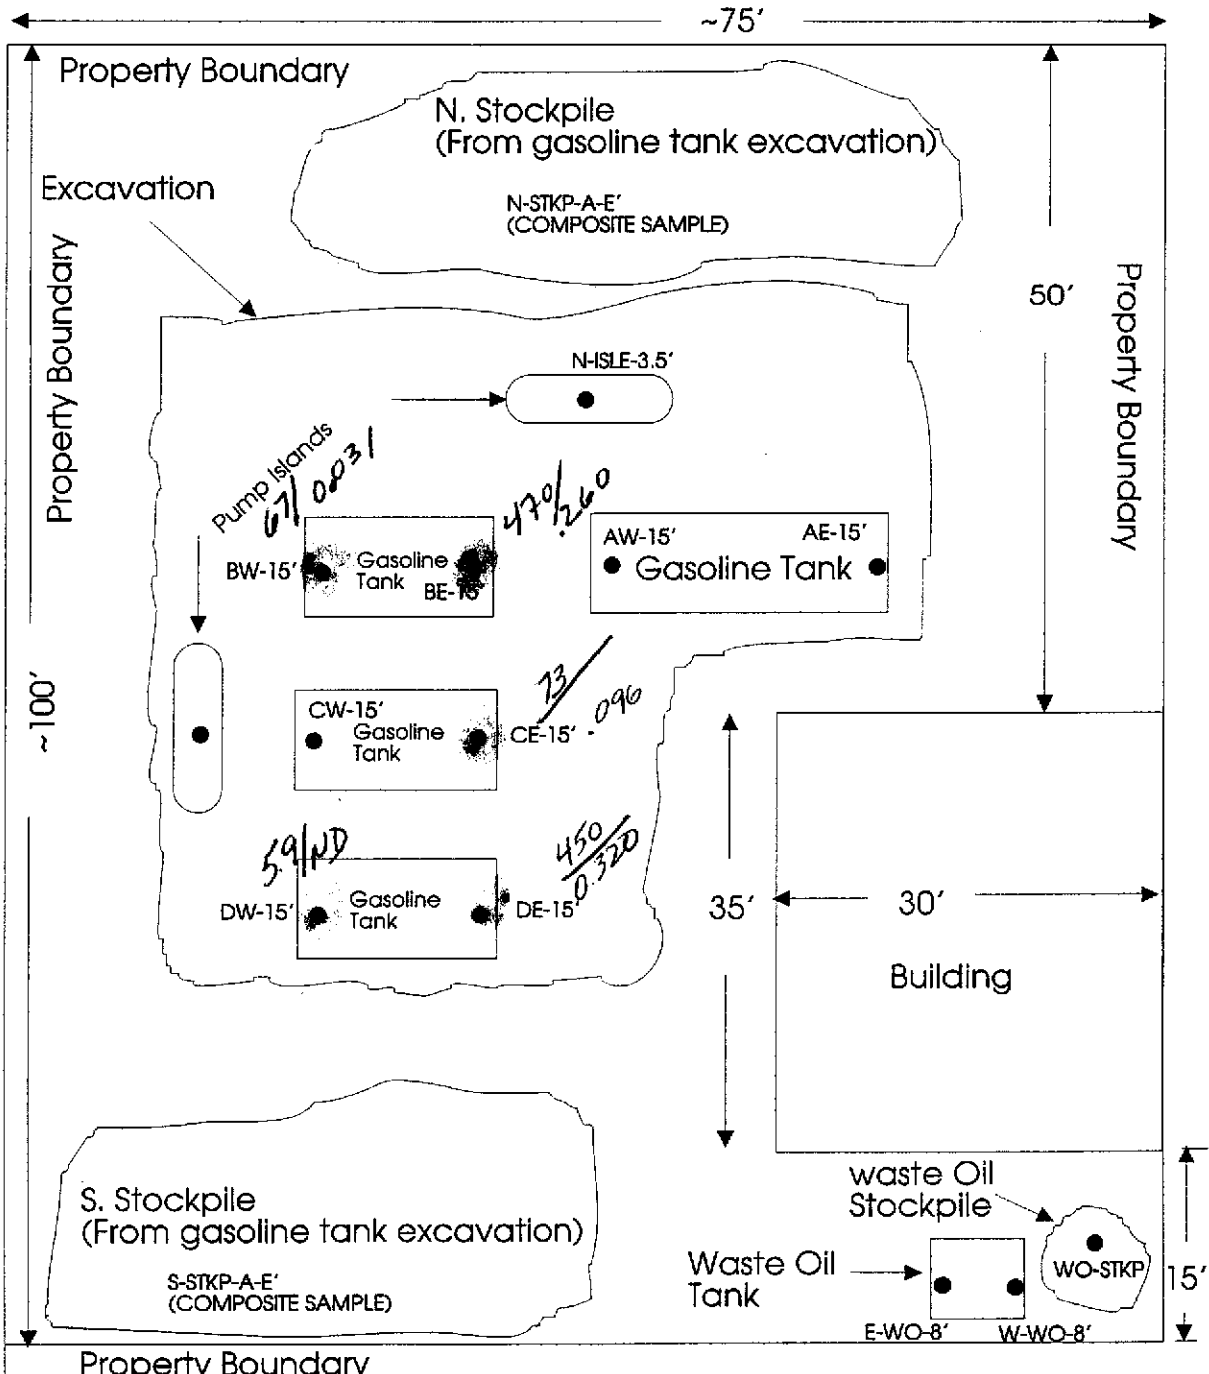 ~75'
Property Boundary
N. Stockpile
(From gasoline tank excavation)
N-STKP-A-E'
(COMPOSITE SAMPLE)
Excavation
Property Boundary
50'
Property Boundary
N-ISLE-3.5'
Pump Islands
67/0.031
470/.260
BW-15'
Gasoline
Tank
BE-15'
AW-15'
AE-15'
Gasoline Tank
~100'
CW-15'
Gasoline
Tank
CE-15'
73/.096
5.9/ND
DW-15'
Gasoline
Tank
DE-15'
450/0.320
35'
30'
Building
S. Stockpile
(From gasoline tank excavation)
S-STKP-A-E'
(COMPOSITE SAMPLE)
waste Oil
Stockpile
WO-STKP
15'
Waste Oil
Tank
E-WO-8'
W-WO-8'
Property Boundary